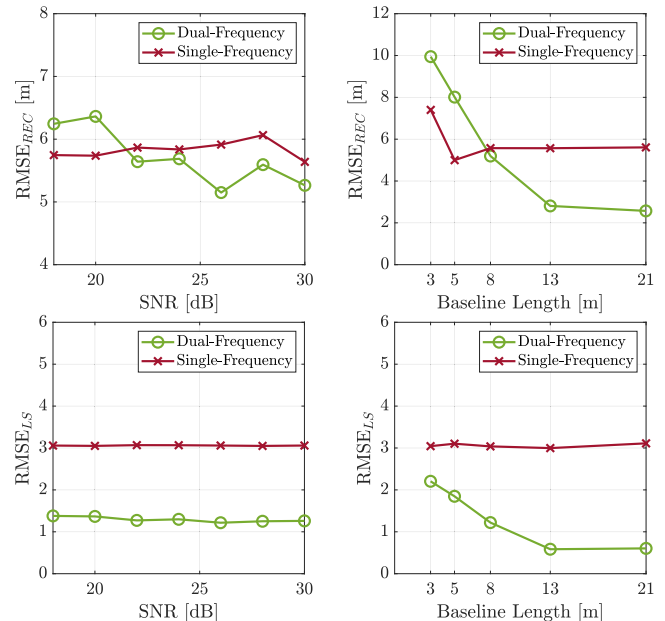 8
7
6
5
4
RMSE_REC [m]
Dual-Frequency
Single-Frequency
20
25
30
SNR [dB]
12
10
8
6
4
2
0
RMSE_REC [m]
Dual-Frequency
Single-Frequency
3
5
8
13
21
Baseline Length [m]
6
5
4
3
2
1
0
RMSE_LS
Dual-Frequency
Single-Frequency
20
25
30
SNR [dB]
6
5
4
3
2
1
0
RMSE_LS
Dual-Frequency
Single-Frequency
3
5
8
13
21
Baseline Length [m]